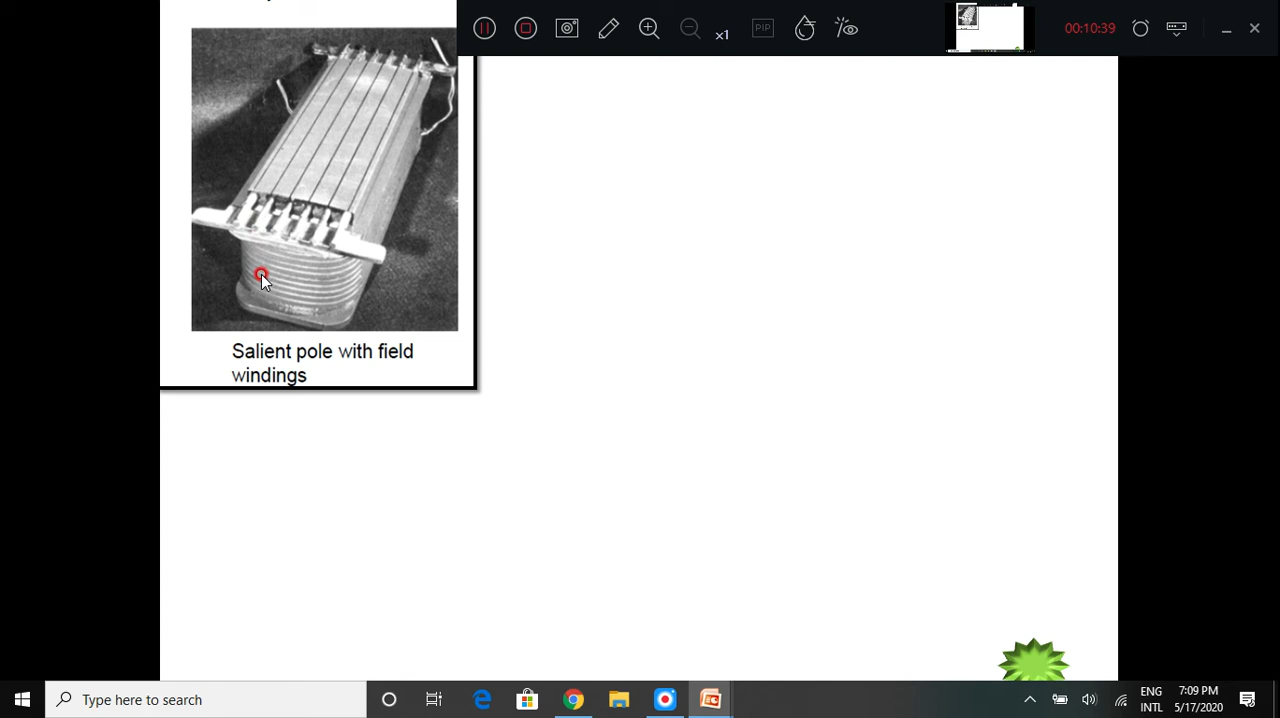 x1
PIP
00:10:39
Salient pole with field
windings
Type here to search
ENG
7:09 PM
INTL
5/17/2020